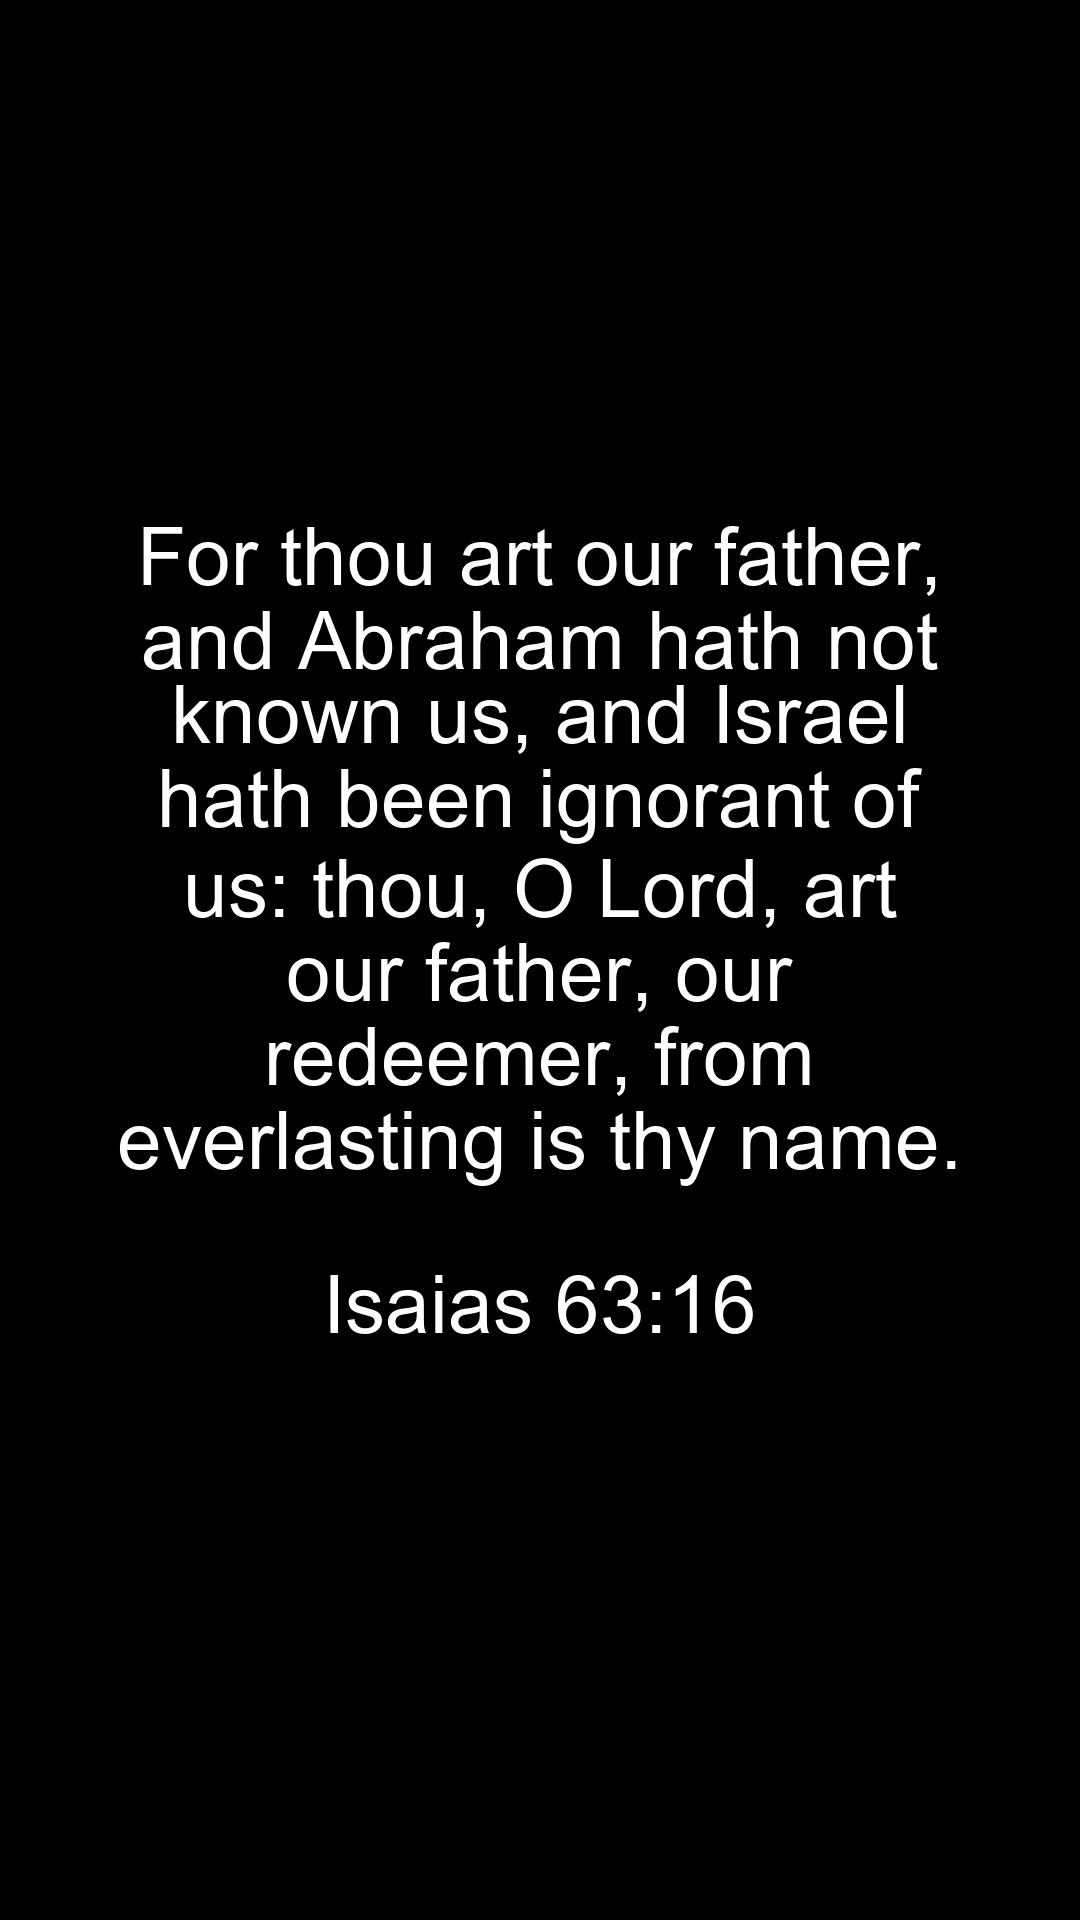 For thou art our father,
and Abraham hath not
known us, and Israel
hath been ignorant of
us: thou, O Lord, art
our father, our
redeemer, from
everlasting is thy name.
Isaias 63:16